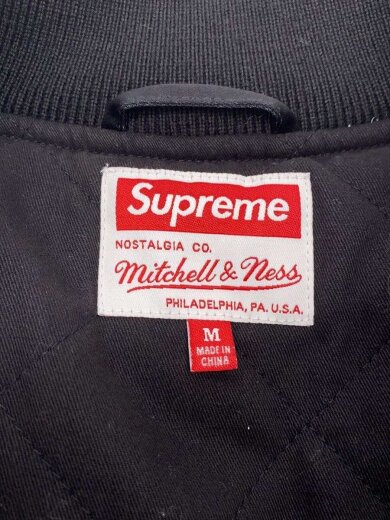 Supreme
NOSTALGIA CO.
Mitchell & Ness
PHILADELPHIA, PA. U.S.A.
M
MADE IN
CHINA